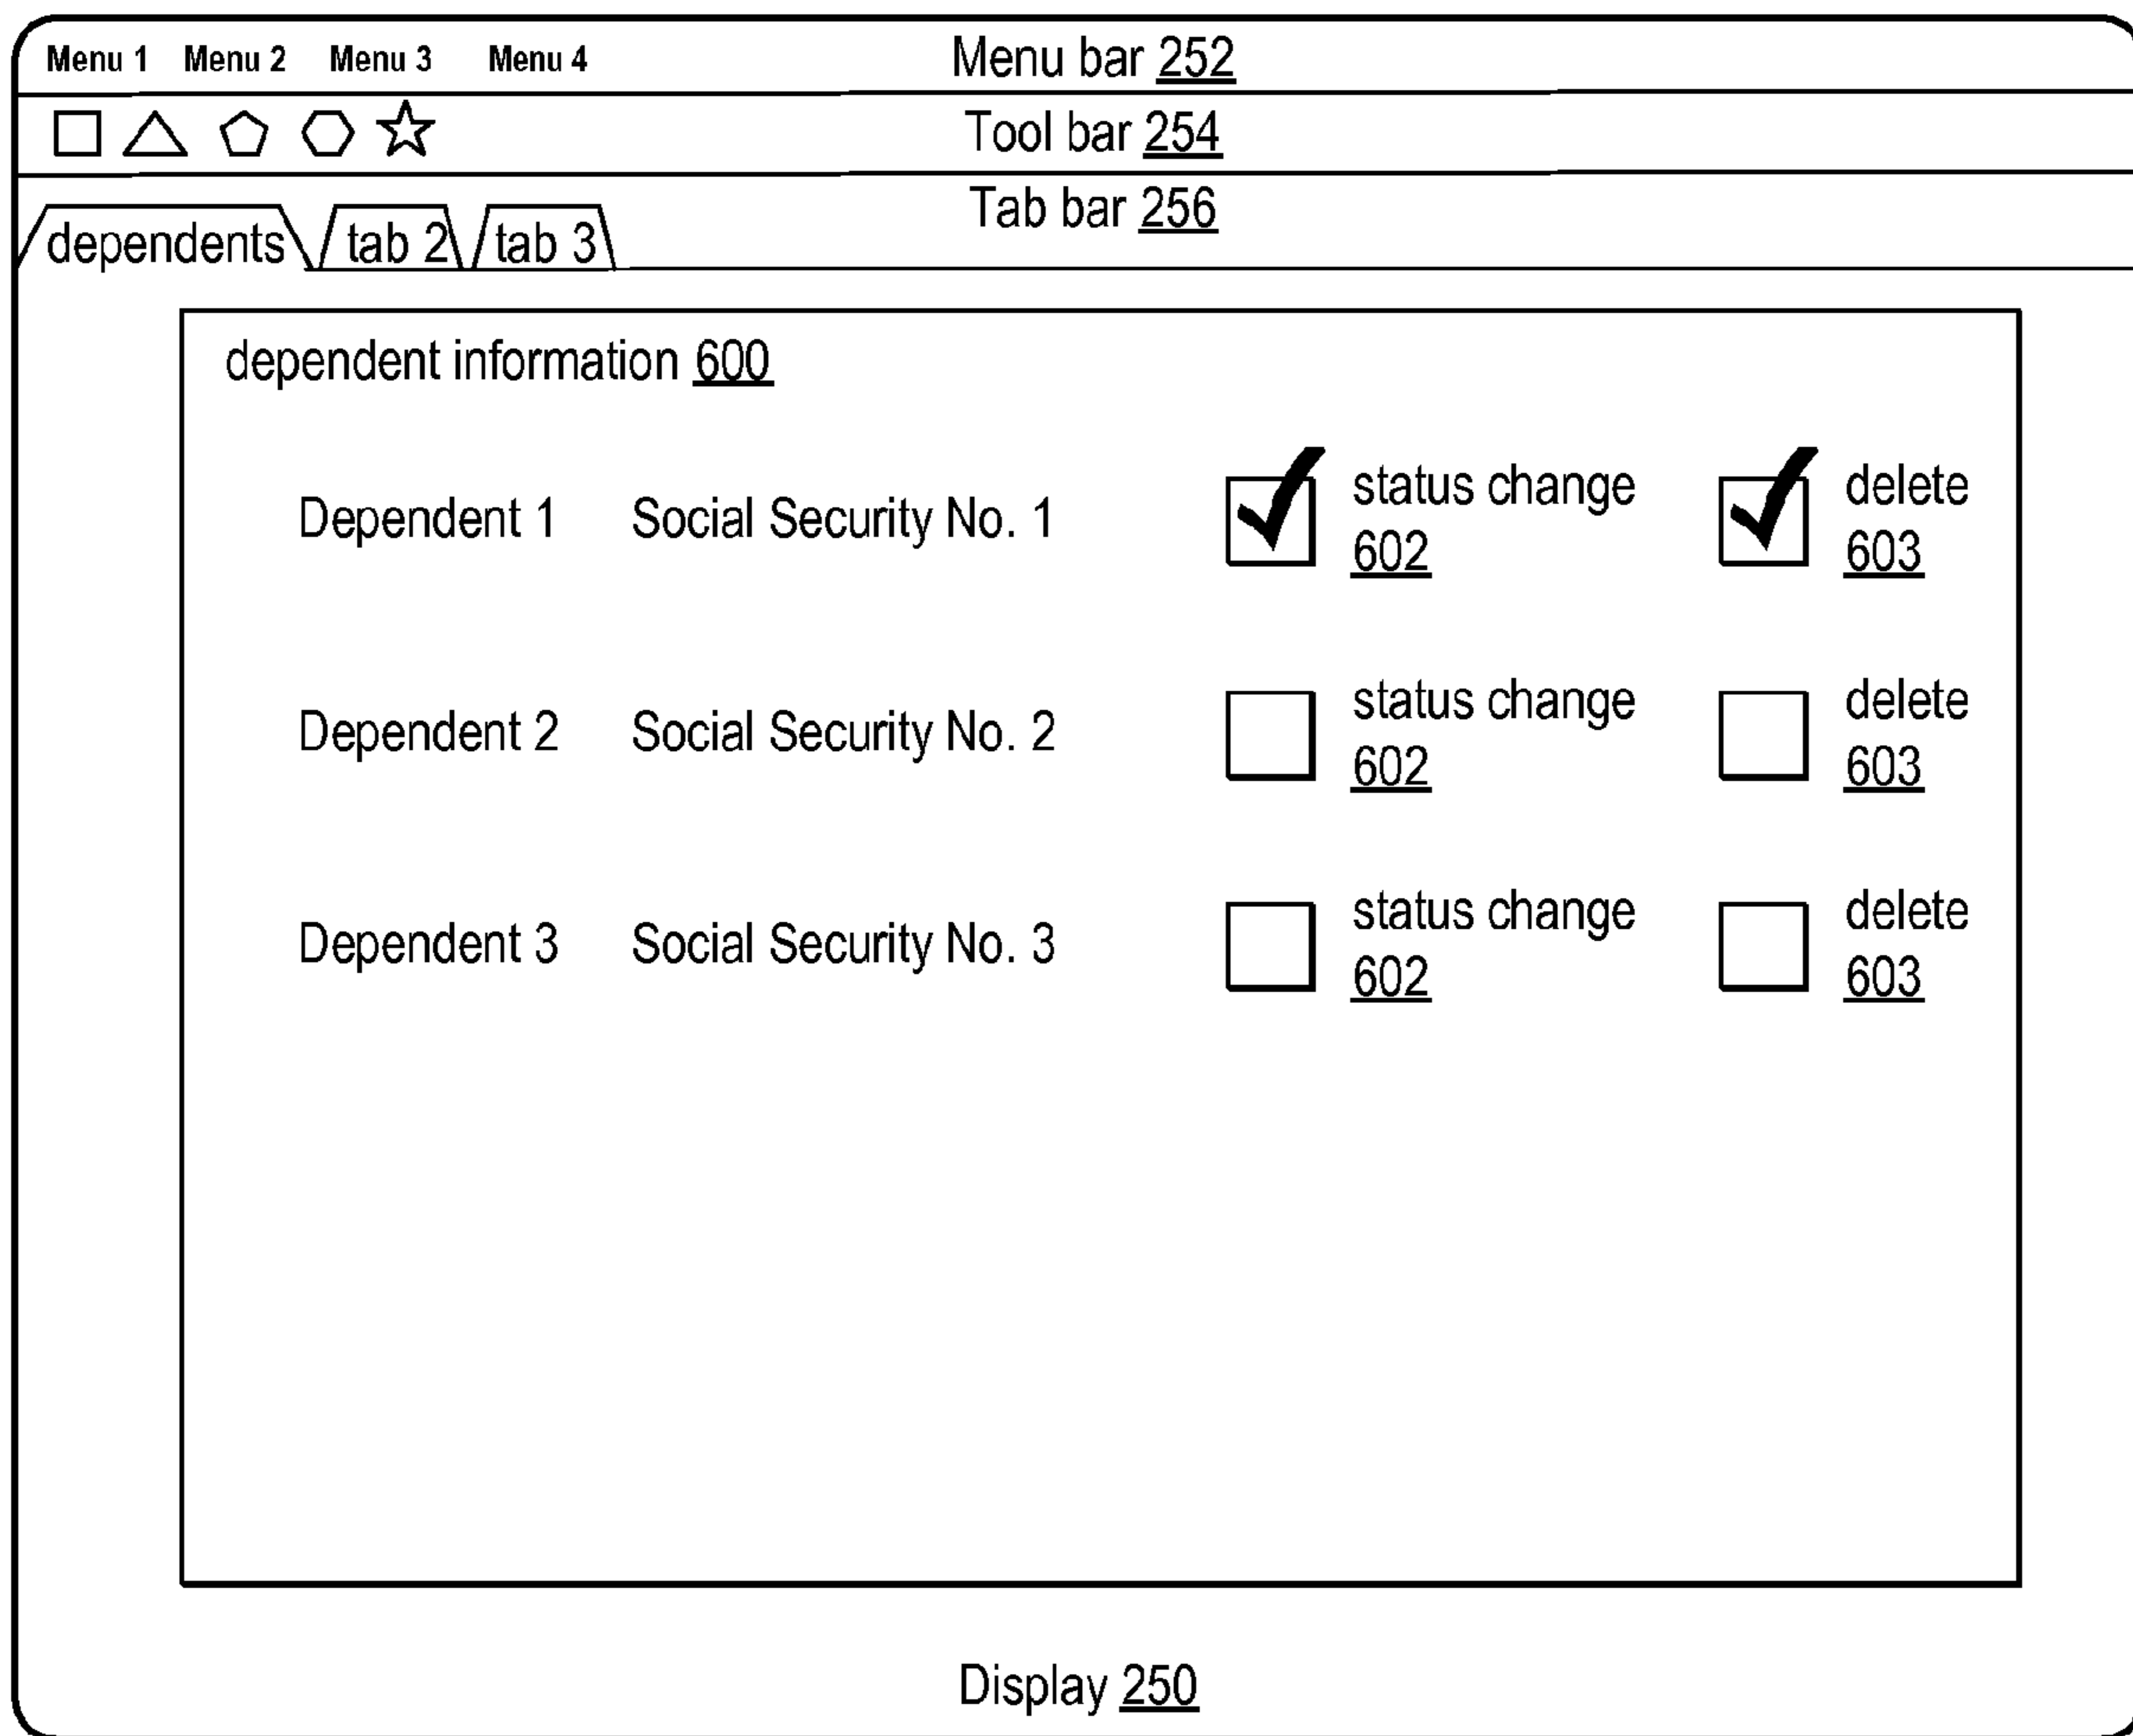 Menu 1 Menu 2 Menu 3 Menu 4 Menu bar 252
Tool bar 254
Tab bar 256
dependents tab 2 tab 3
dependent information 600
Dependent 1 Social Security No. 1 status change 602 delete 603
Dependent 2 Social Security No. 2 status change 602 delete 603
Dependent 3 Social Security No. 3 status change 602 delete 603
Display 250